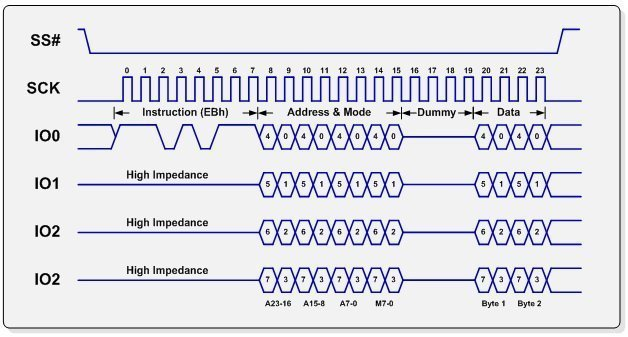 SS#
0 1 2 3 4 5 6 7 8 9 10 11 12 13 14 15 16 17 18 19 20 21 22 23
SCK
Instruction (EBh) Address & Mode Dummy Data
IO0 4 0 4 0 4 0 4 0 4 0 4 0
High Impedance
IO1 5 1 5 1 5 1 5 1 5 1 5 1
High Impedance
IO2 6 2 6 2 6 2 6 2 6 2 6 2
High Impedance
IO2 7 3 7 3 7 3 7 3 7 3 7 3
A23-16 A15-8 A7-0 M7-0 Byte 1 Byte 2